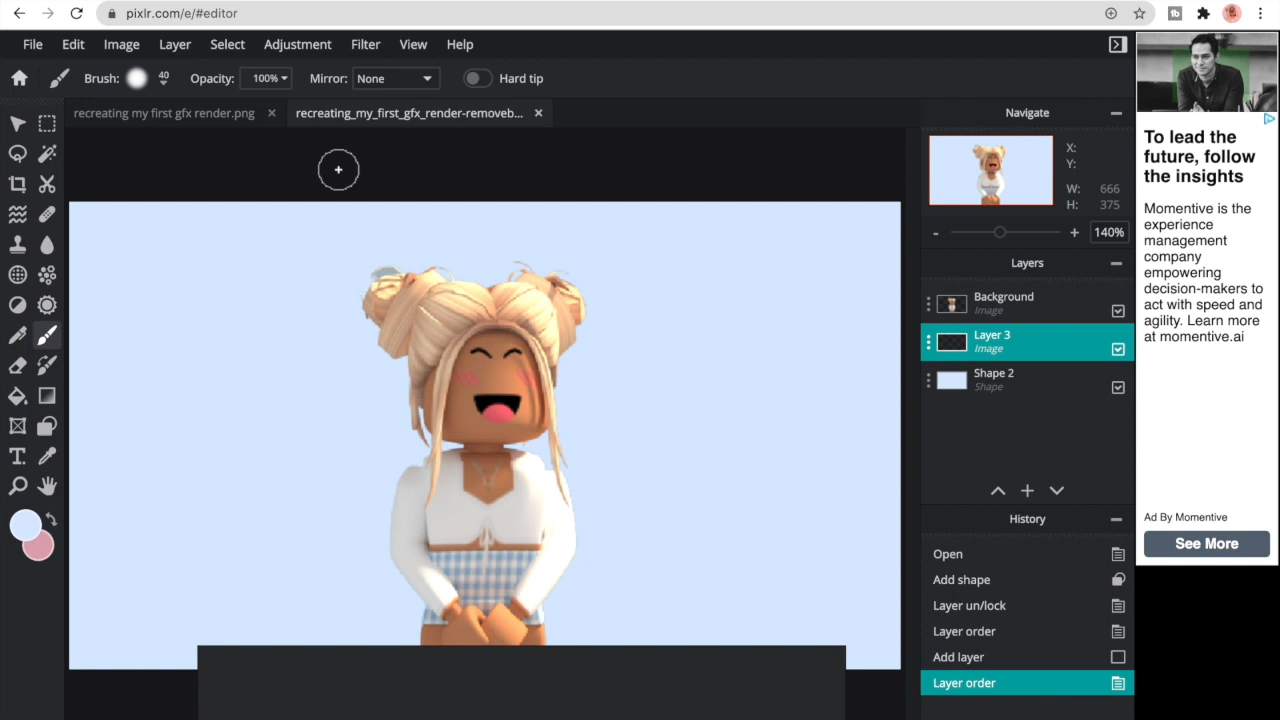 pixlr.com/e/#editor
File Edit Image Layer Select Adjustment Filter View Help
Brush: 40 Opacity: 100% Mirror: None Hard tip
recreating my first gfx render.png
recreating_my_first_gfx_render-removeb...
Navigate
X:
Y:
W: 666
H: 375
- + 140%
Layers
Background
Image
Layer 3
Image
Shape 2
Shape
History
Open
Add shape
Layer un/lock
Layer order
Add layer
Layer order
To lead the
future, follow
the insights
Momentive is the
experience
management
company
empowering
decision-makers to
act with speed and
agility. Learn more
at momentive.ai
Ad By Momentive
See More